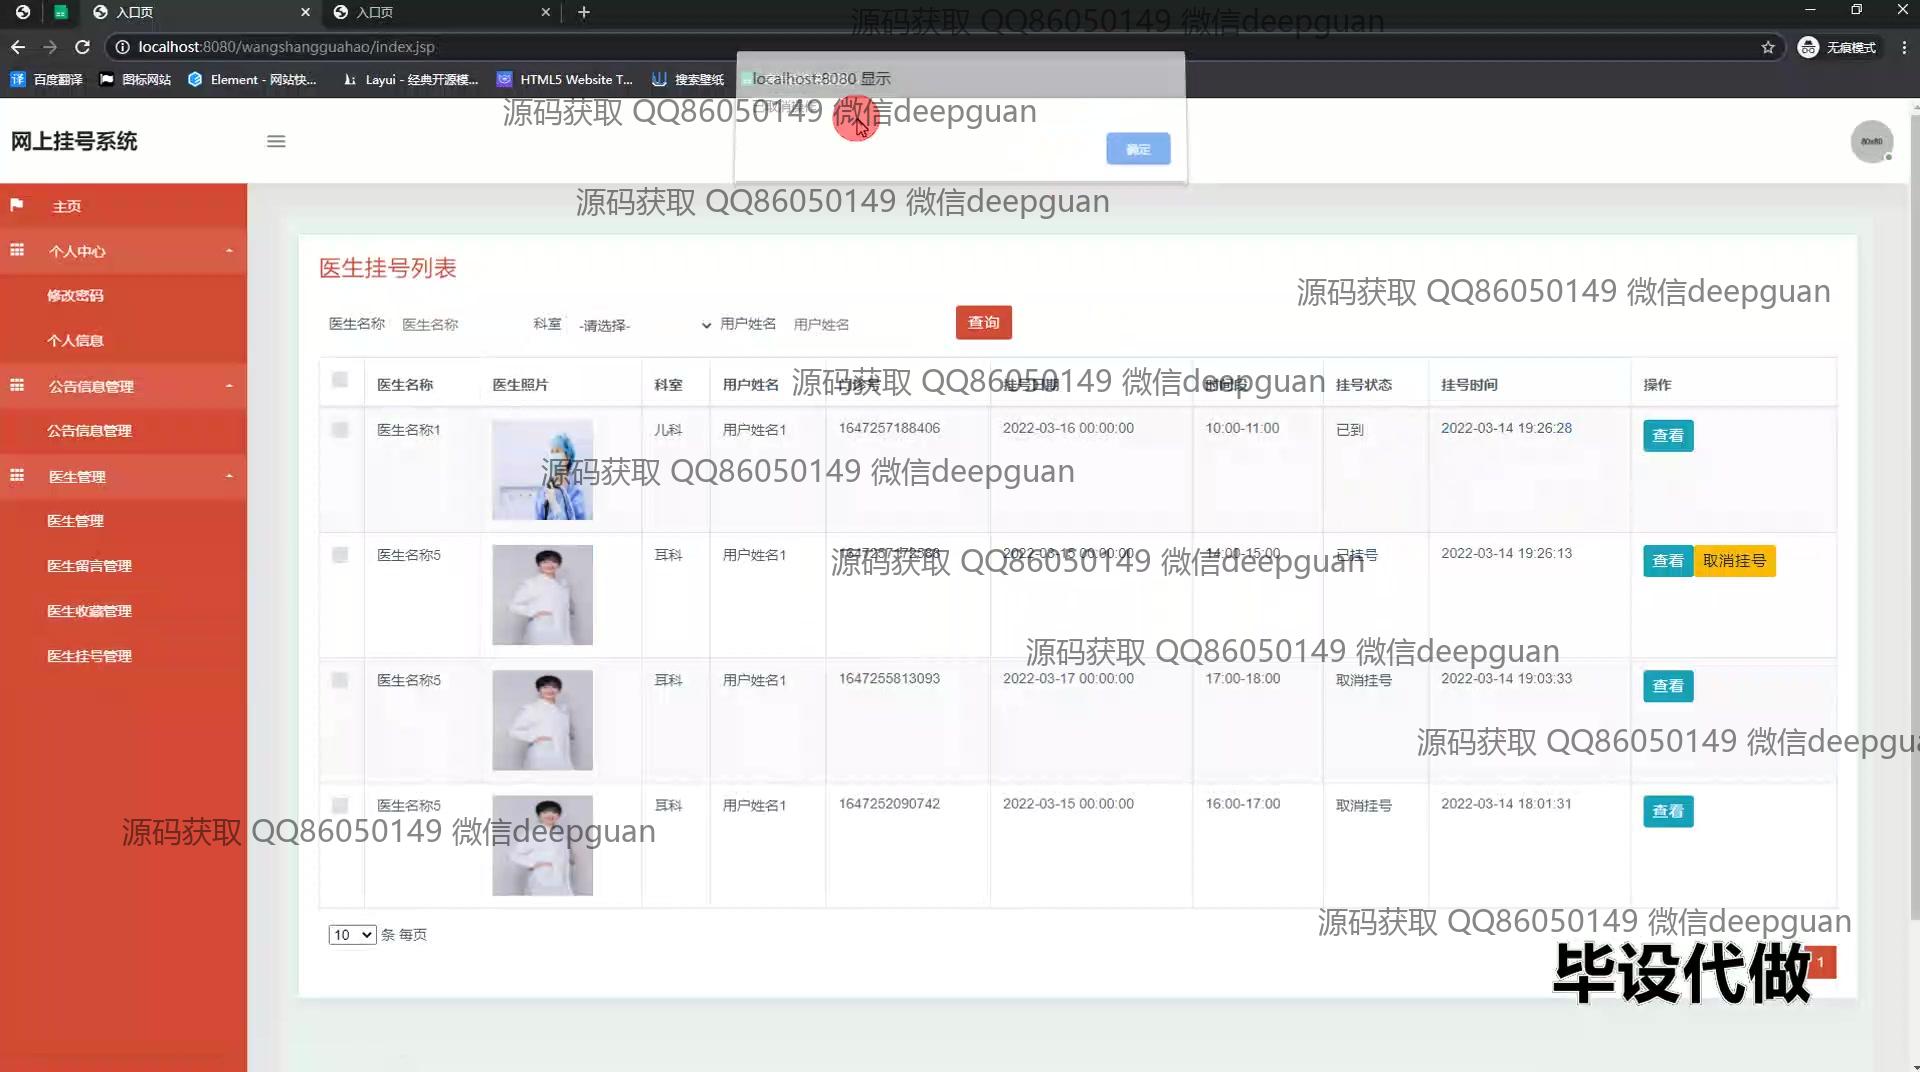 入口页
入口页
localhost:8080/wangshangguahao/index.jsp
无痕模式
百度翻译
图标网站
Element - 网站快...
Layui - 经典开源模...
HTML5 Website T...
搜索壁纸
localhost:8080 显示
确定
源码获取 QQ86050149 微信deepguan
源码获取 QQ86050149 微信deepguan
源码获取 QQ86050149 微信deepguan
网上挂号系统
主页
个人中心
修改密码
个人信息
公告信息管理
公告信息管理
医生管理
医生管理
医生留言管理
医生收藏管理
医生挂号管理
医生挂号列表
源码获取 QQ86050149 微信deepguan
医生名称 医生名称 科室 -请选择- 用户姓名 用户姓名 查询
医生名称 医生照片 科室 用户姓名 挂号日期 时间段 挂号状态 挂号时间 操作
源码获取 QQ86050149 微信deepguan
医生名称1 儿科 用户姓名1 1647257188406 2022-03-16 00:00:00 10:00-11:00 已到 2022-03-14 19:26:28 查看
源码获取 QQ86050149 微信deepguan
医生名称5 耳科 用户姓名1 2022-03-15 00:00:00 14:00-15:00 已挂号 2022-03-14 19:26:13 查看 取消挂号
源码获取 QQ86050149 微信deepguan
源码获取 QQ86050149 微信deepguan
医生名称5 耳科 用户姓名1 1647255813093 2022-03-17 00:00:00 17:00-18:00 取消挂号 2022-03-14 19:03:33 查看
源码获取 QQ86050149 微信deepgua
医生名称5 耳科 用户姓名1 1647252090742 2022-03-15 00:00:00 16:00-17:00 取消挂号 2022-03-14 18:01:31 查看
源码获取 QQ86050149 微信deepguan
源码获取 QQ86050149 微信deepguan
10 条 每页
毕设代做
1